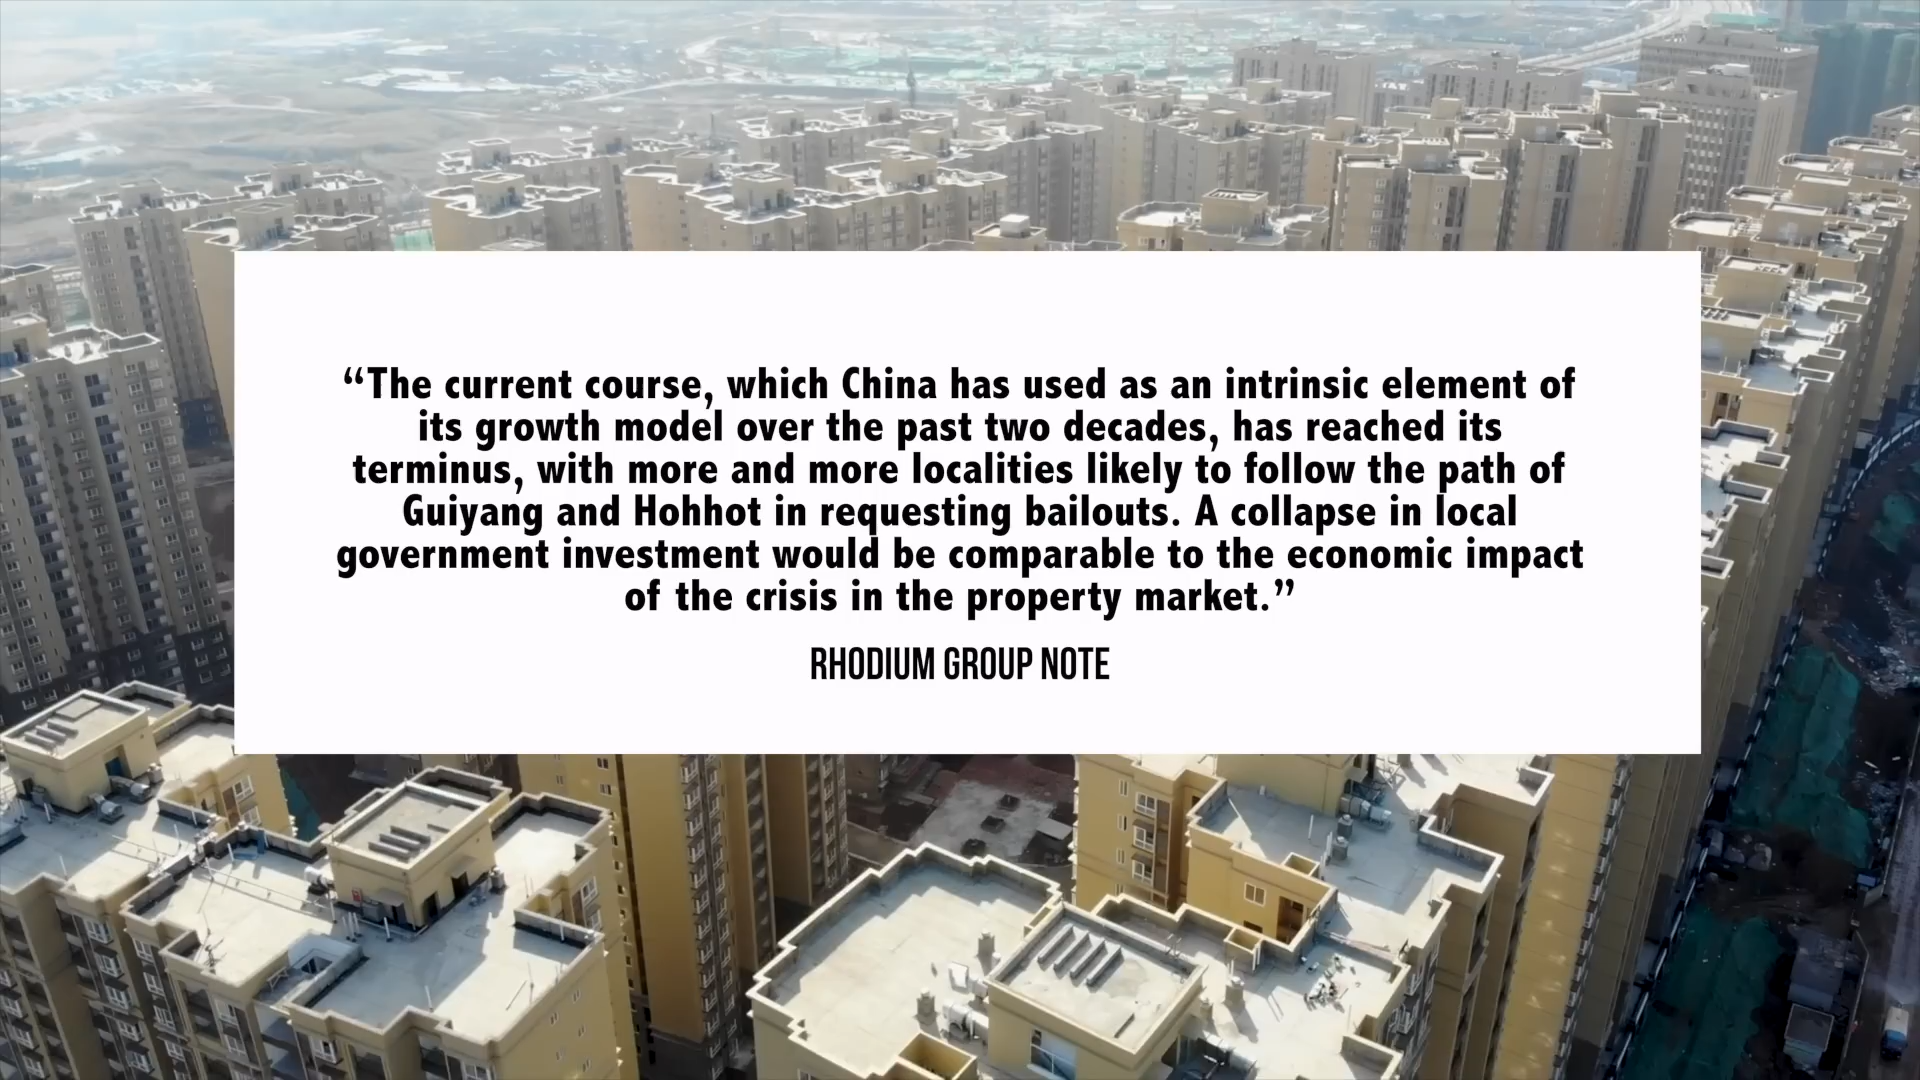 “The current course, which China has used as an intrinsic element of
its growth model over the past two decades, has reached its
terminus, with more and more localities likely to follow the path of
Guiyang and Hohhot in requesting bailouts. A collapse in local
government investment would be comparable to the economic impact
of the crisis in the property market.”
RHODIUM GROUP NOTE